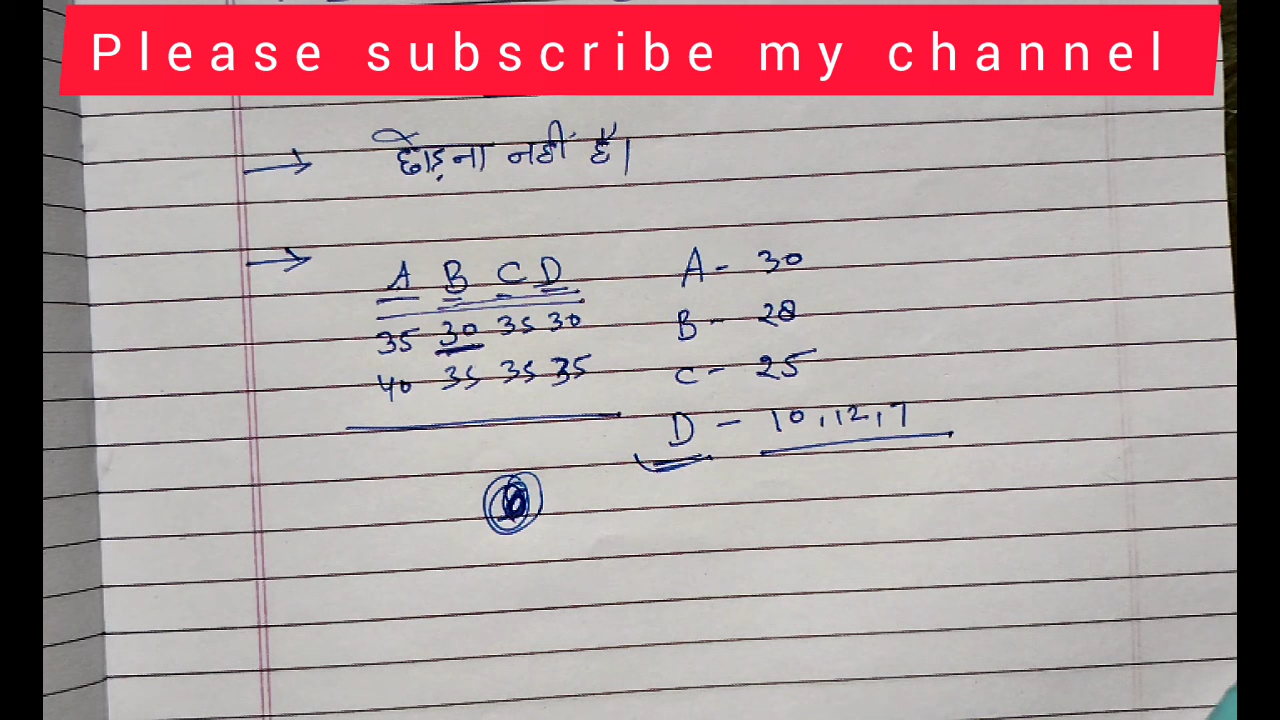 Please subscribe my channel
→ छोड़ना नहीं है।
→ A B C D
35 30 35 30
40 35 35 35
A - 30
B - 28
C - 25
D - 10, 12, 7